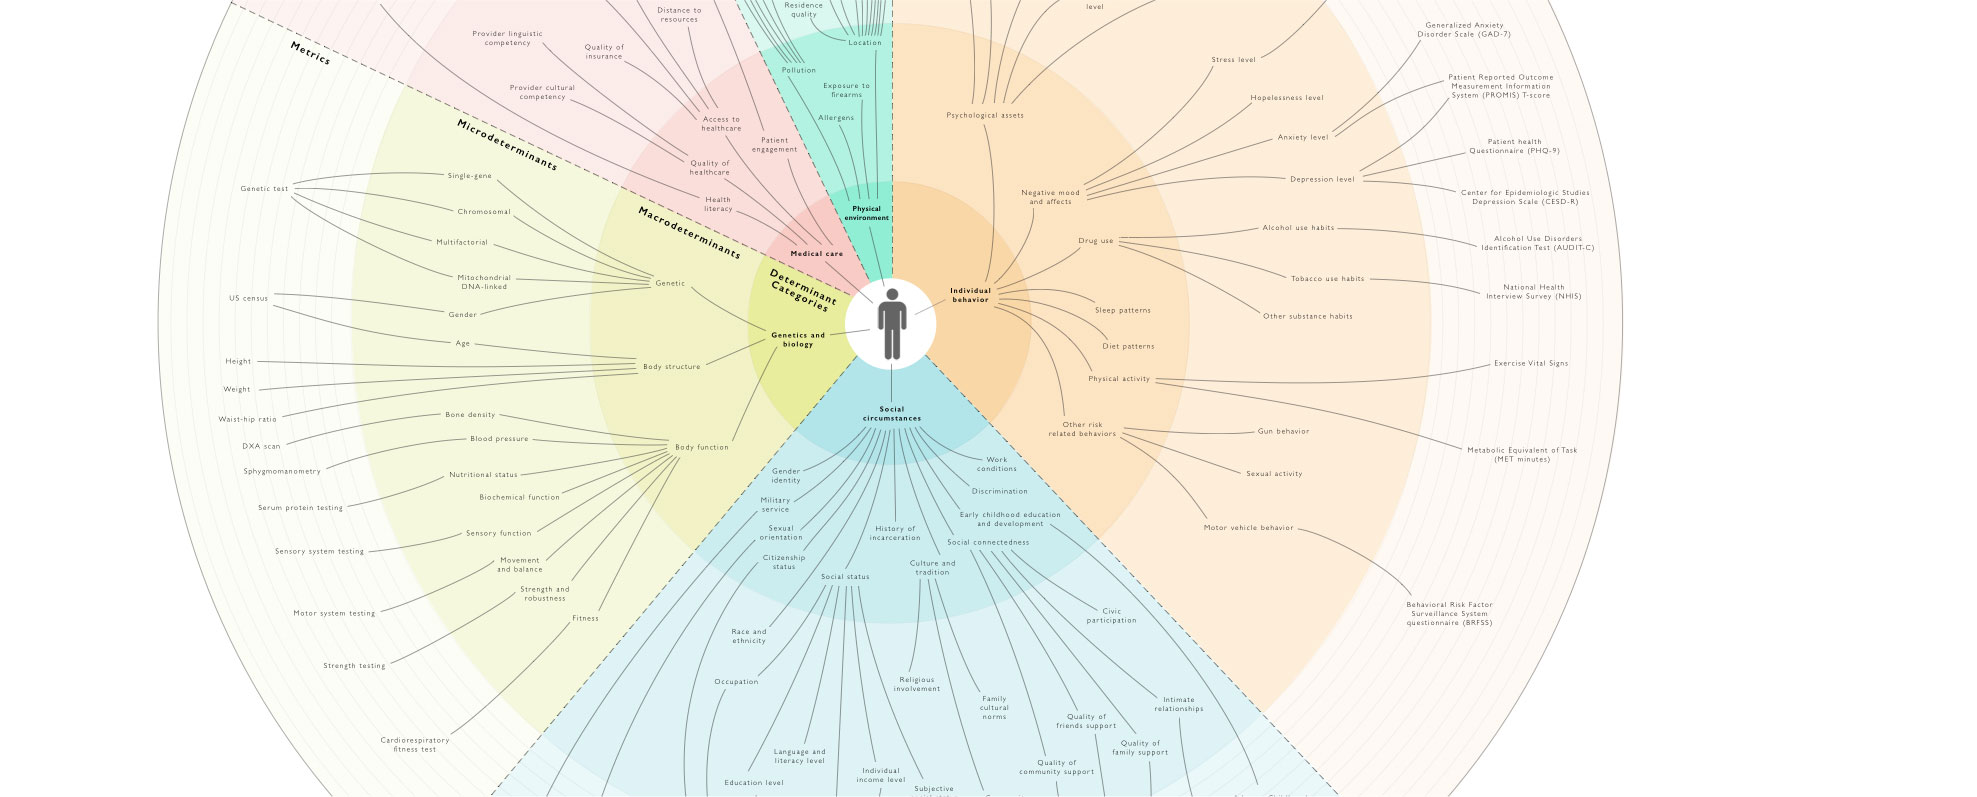 Metrics
Microdeterminants
Macrodeterminants
Determinant
Categories
Distance to
resources
Provider linguistic
competency
Quality of
insurance
Provider cultural
competency
Access to
healthcare
Patient
engagement
Quality of
healthcare
Health
literacy
Medical care
Residence
quality
Location
Pollution
Exposure to
firearms
Allergens
Physical
environment
level
Psychological assets
Stress level
Hopelessness level
Anxiety level
Depression level
Negative mood
and affects
Generalized Anxiety
Disorder Scale (GAD-7)
Patient Reported Outcome
Measurement Information
System (PROMIS) T-score
Patient health
Questionnaire (PHQ-9)
Center for Epidemiologic Studies
Depression Scale (CESD-R)
Drug use
Alcohol use habits
Alcohol Use Disorders
Identification Test (AUDIT-C)
Tobacco use habits
National Health
Interview Survey (NHIS)
Other substance habits
Individual
behavior
Sleep patterns
Diet patterns
Physical activity
Exercise Vital Signs
Metabolic Equivalent of Task
(MET minutes)
Other risk
related behaviors
Gun behavior
Sexual activity
Motor vehicle behavior
Behavioral Risk Factor
Surveillance System
questionnaire (BRFSS)
Genetic test
Single-gene
Chromosomal
Multifactorial
Mitochondrial
DNA-linked
Genetic
US census
Gender
Age
Genetics and
biology
Height
Weight
Waist-hip ratio
Body structure
DXA scan
Bone density
Sphygmomanometry
Blood pressure
Body function
Nutritional status
Serum protein testing
Biochemical function
Sensory function
Sensory system testing
Movement
and balance
Motor system testing
Strength and
robustness
Strength testing
Fitness
Cardiorespiratory
fitness test
Social
circumstances
Gender
identity
Military
service
Sexual
orientation
Citizenship
status
Social status
History of
incarceration
Work
conditions
Discrimination
Early childhood education
and development
Social connectedness
Culture and
tradition
Race and
ethnicity
Occupation
Language and
literacy level
Education level
Individual
income level
Subjective
Religious
involvement
Family
cultural
norms
Civic
participation
Intimate
relationships
Quality of
friends support
Quality of
family support
Quality of
community support